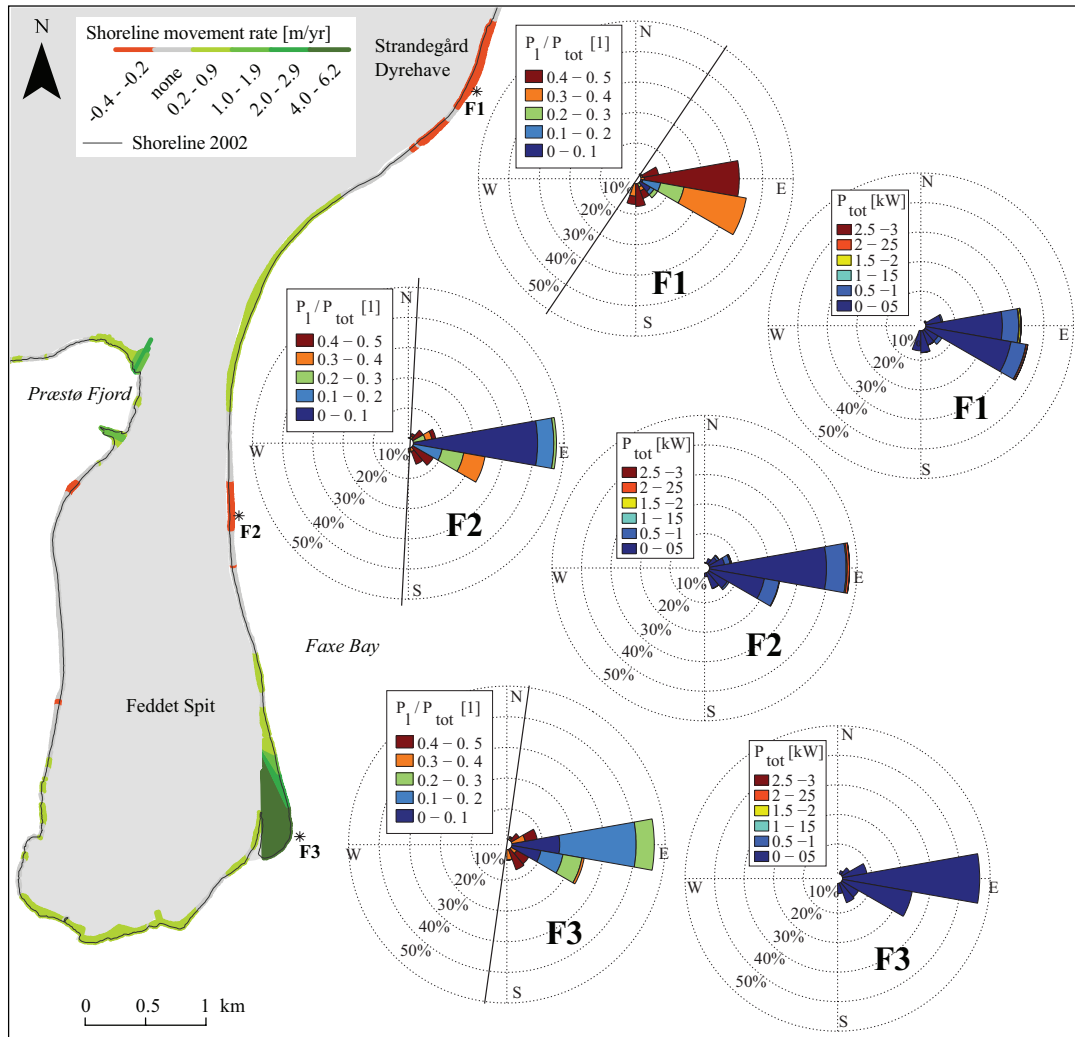 N
Shoreline movement rate [m/yr]
-0.4 – -0.2
none
0.2 – 0.9
1.0 – 1.9
2.0 – 2.9
4.0 – 6.2
Shoreline 2002
Strandegård
Dyrehave
F1
Præstø Fjord
F2
Faxe Bay
Feddet Spit
F3
0 0.5 1 km
P_l / P_tot [1]
0.4 – 0. 5
0.3 – 0. 4
0.2 – 0. 3
0.1 – 0. 2
0 – 0. 1
N
W
E
S
10%
20%
30%
40%
50%
F1
P_tot [kW]
2.5 –3
2 – 25
1.5 –2
1 – 15
0.5 –1
0 – 05
N
W
E
S
10%
20%
30%
40%
50%
F1
P_l / P_tot [1]
0.4 – 0. 5
0.3 – 0. 4
0.2 – 0. 3
0.1 – 0. 2
0 – 0. 1
N
W
E
S
10%
20%
30%
40%
50%
F2
P_tot [kW]
2.5 –3
2 – 25
1.5 –2
1 – 15
0.5 –1
0 – 05
N
W
E
S
10%
20%
30%
40%
50%
F2
P_l / P_tot [1]
0.4 – 0. 5
0.3 – 0. 4
0.2 – 0. 3
0.1 – 0. 2
0 – 0. 1
N
W
E
S
10%
20%
30%
40%
50%
F3
P_tot [kW]
2.5 –3
2 – 25
1.5 –2
1 – 15
0.5 –1
0 – 05
N
W
E
S
10%
20%
30%
40%
50%
F3